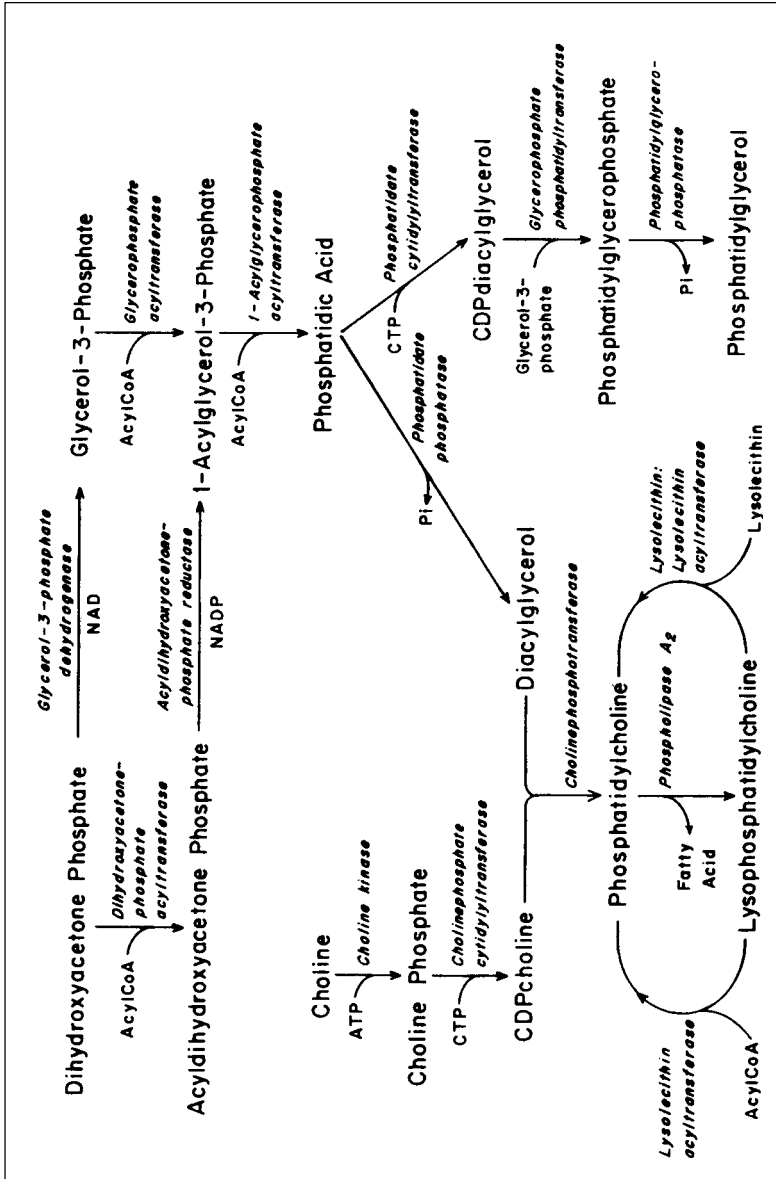 Dihydroxyacetone Phosphate
Glycerol-3-phosphate
dehydrogenase
NAD
Glycerol-3-Phosphate
AcylCoA
Dihydroxyacetone-
phosphate
acyltransferase
AcylCoA
Glycerophosphate
acyltransferase
Acyldihydroxyacetone Phosphate
Acyldihydroxyacetone-
phosphate reductase
NADP
1-Acylglycerol-3-Phosphate
AcylCoA
1-Acylglycerophosphate
acyltransferase
Phosphatidic Acid
Pi
Phosphatidate
phosphatase
CTP
Phosphatidate
cytidylyltransferase
Choline
ATP
Choline kinase
Choline Phosphate
CTP
Cholinephosphate
cytidylyltransferase
CDPcholine
Diacylglycerol
CDPdiacylglycerol
Glycerol-3-
phosphate
Glycerophosphate
phosphatidyltransferase
Cholinephosphotransferase
Phosphatidylcholine
Phosphatidylglycerophosphate
Lysolecithin
acyltransferase
Fatty
Acid
Phospholipase A2
Lysolecithin:
Lysolecithin
acyltransferase
Pi
Phosphatidylglycero-
phosphatase
AcylCoA
Lysophosphatidylcholine
Lysolecithin
Phosphatidylglycerol